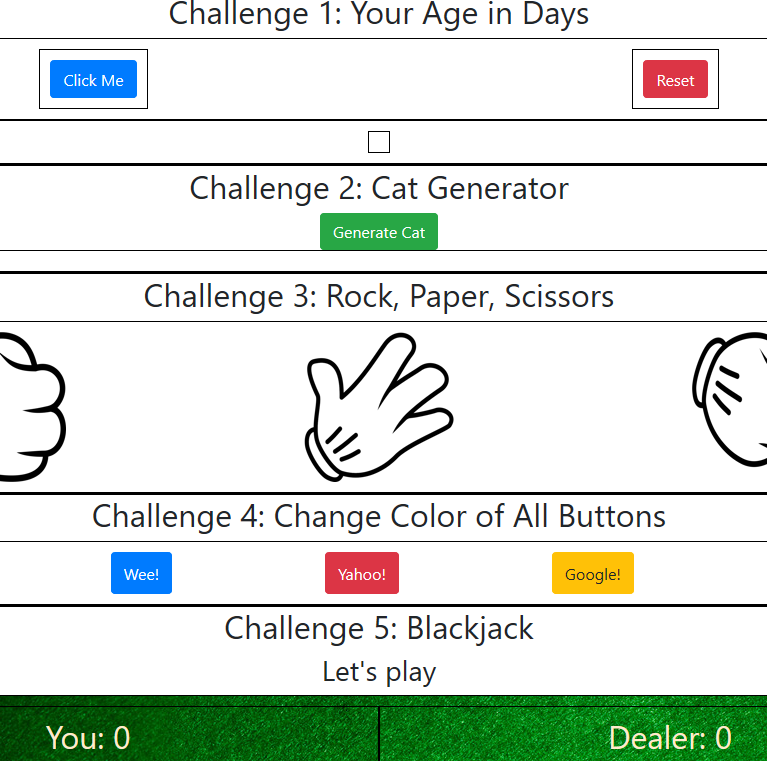 Challenge 1: Your Age in Days
Click Me Reset
Challenge 2: Cat Generator
Generate Cat
Challenge 3: Rock, Paper, Scissors
Challenge 4: Change Color of All Buttons
Wee! Yahoo! Google!
Challenge 5: Blackjack
Let's play
You: 0 Dealer: 0